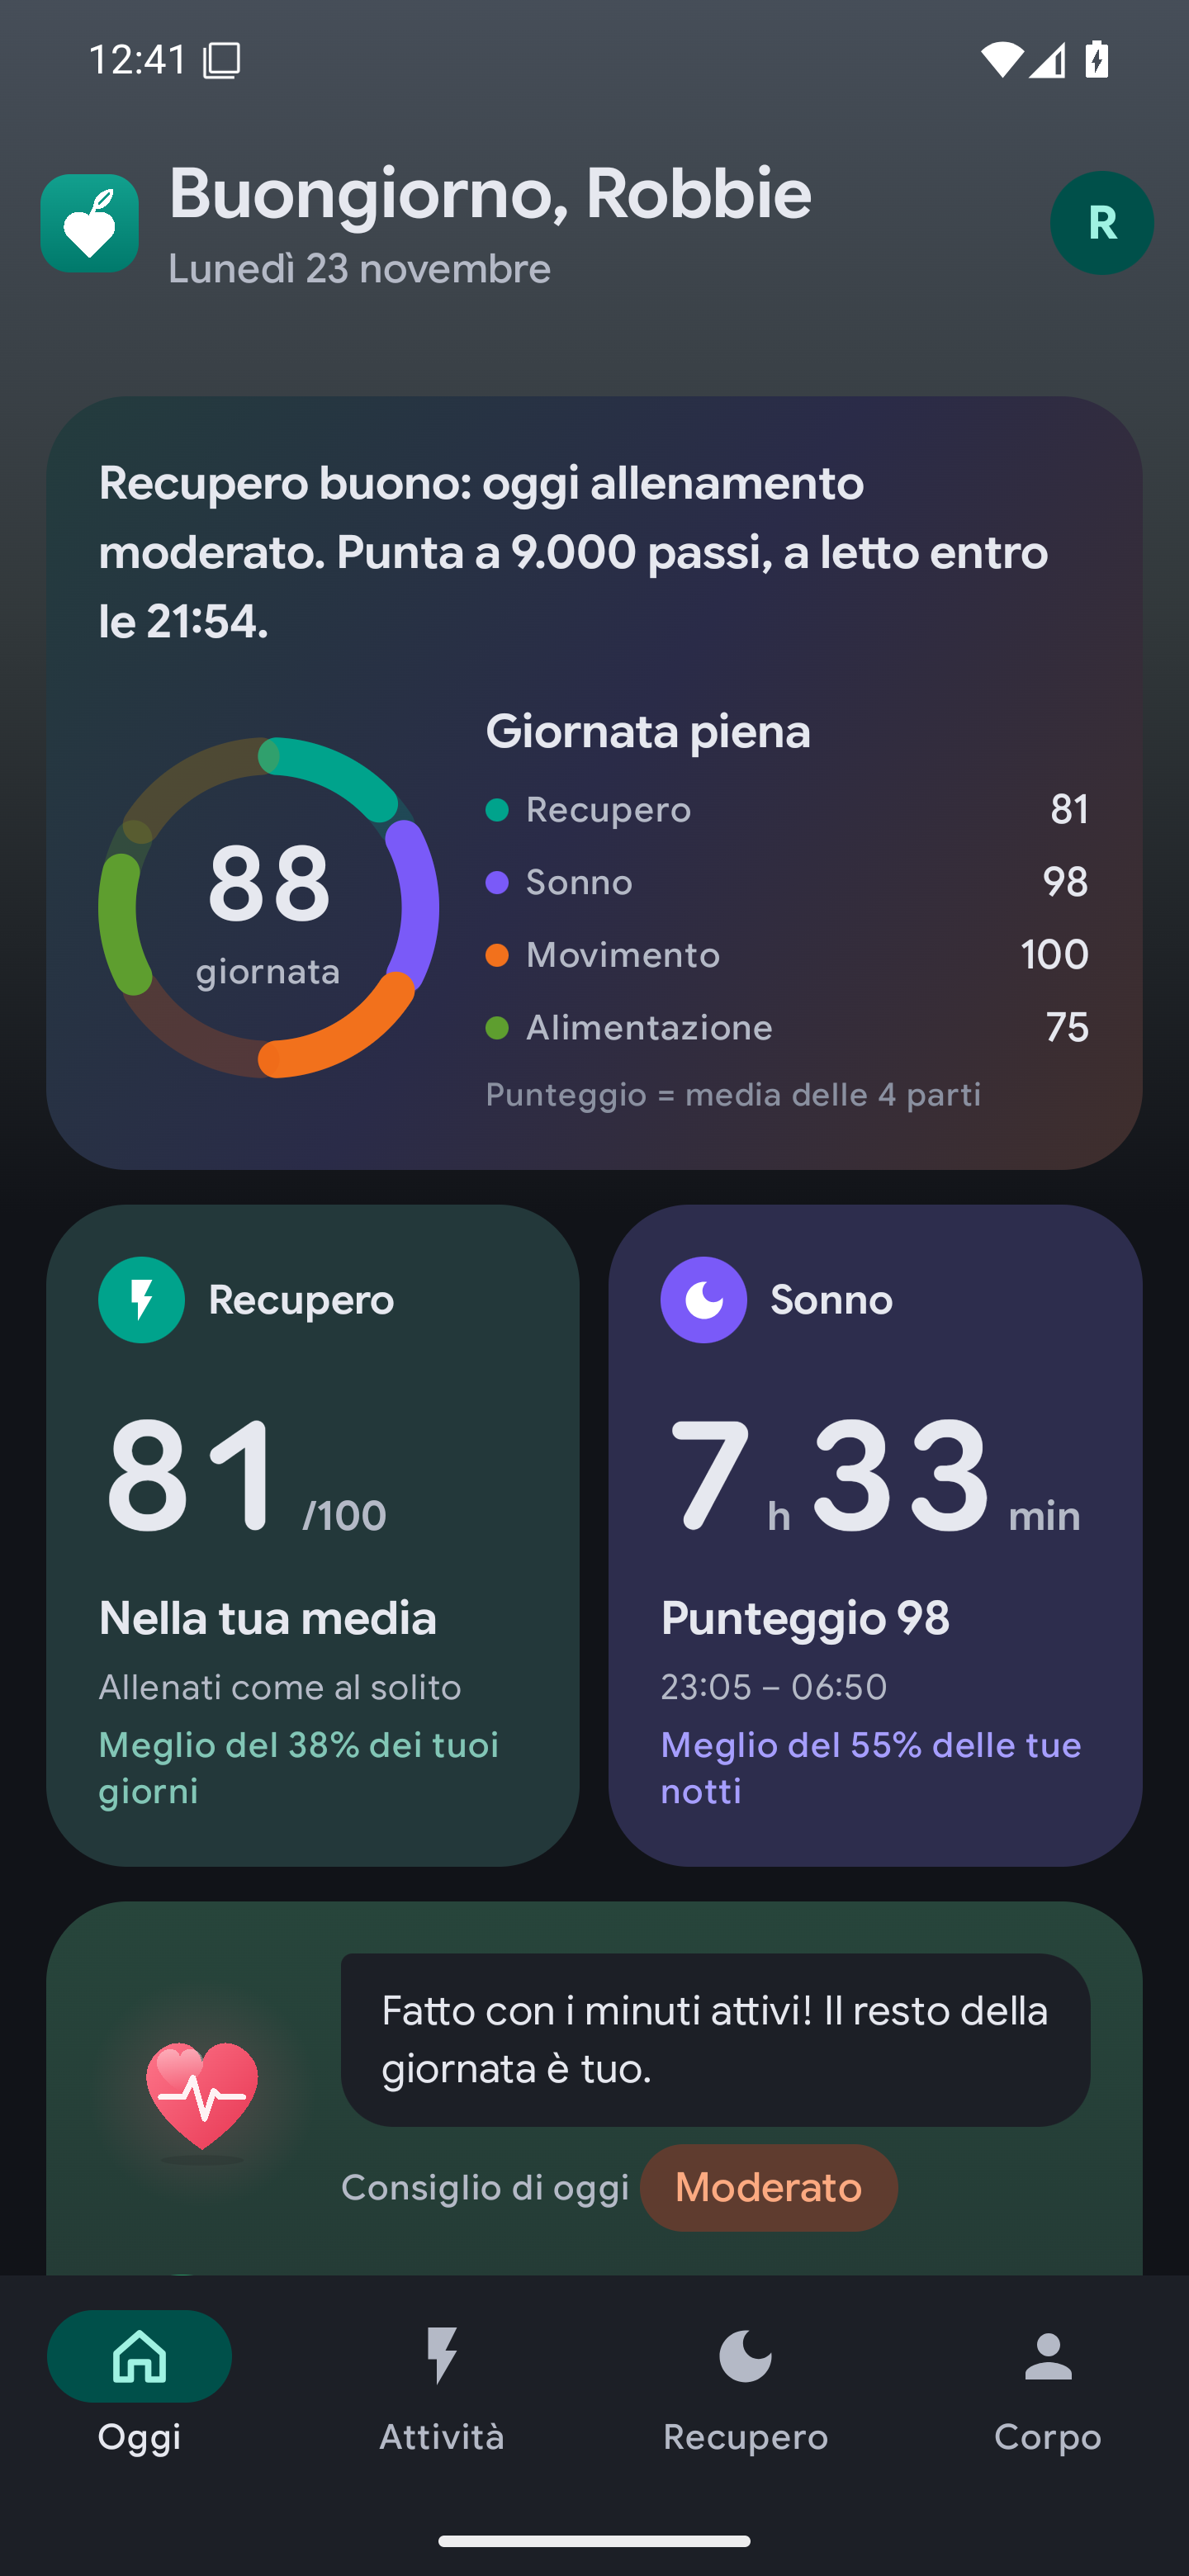 12:41
Buongiorno, Robbie
Lunedì 23 novembre
R
Recupero buono: oggi allenamento
moderato. Punta a 9.000 passi, a letto entro
le 21:54.
88
giornata
Giornata piena
Recupero 81
Sonno 98
Movimento 100
Alimentazione 75
Punteggio = media delle 4 parti
Recupero
81 /100
Nella tua media
Allenati come al solito
Meglio del 38% dei tuoi
giorni
Sonno
7 h 33 min
Punteggio 98
23:05 – 06:50
Meglio del 55% delle tue
notti
Fatto con i minuti attivi! Il resto della
giornata è tuo.
Consiglio di oggi Moderato
Oggi
Attività
Recupero
Corpo